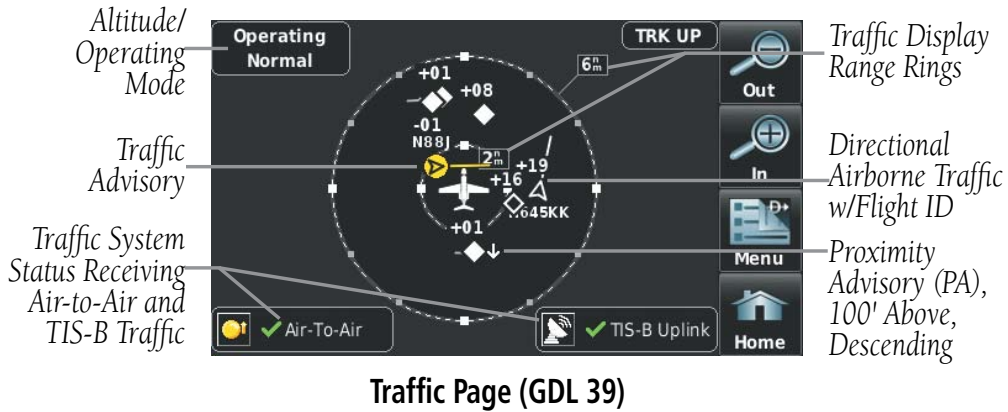 Altitude/
Operating
Mode
Traffic
Advisory
Traffic System
Status Receiving
Air-to-Air and
TIS-B Traffic
Operating
Normal
TRK UP
6nm
+01
+08
-01
N88J
2nm
+19
+16
645KK
+01
Air-To-Air
TIS-B Uplink
Out
In
Menu
Home
Traffic Display
Range Rings
Directional
Airborne Traffic
w/Flight ID
Proximity
Advisory (PA),
100' Above,
Descending
Traffic Page (GDL 39)